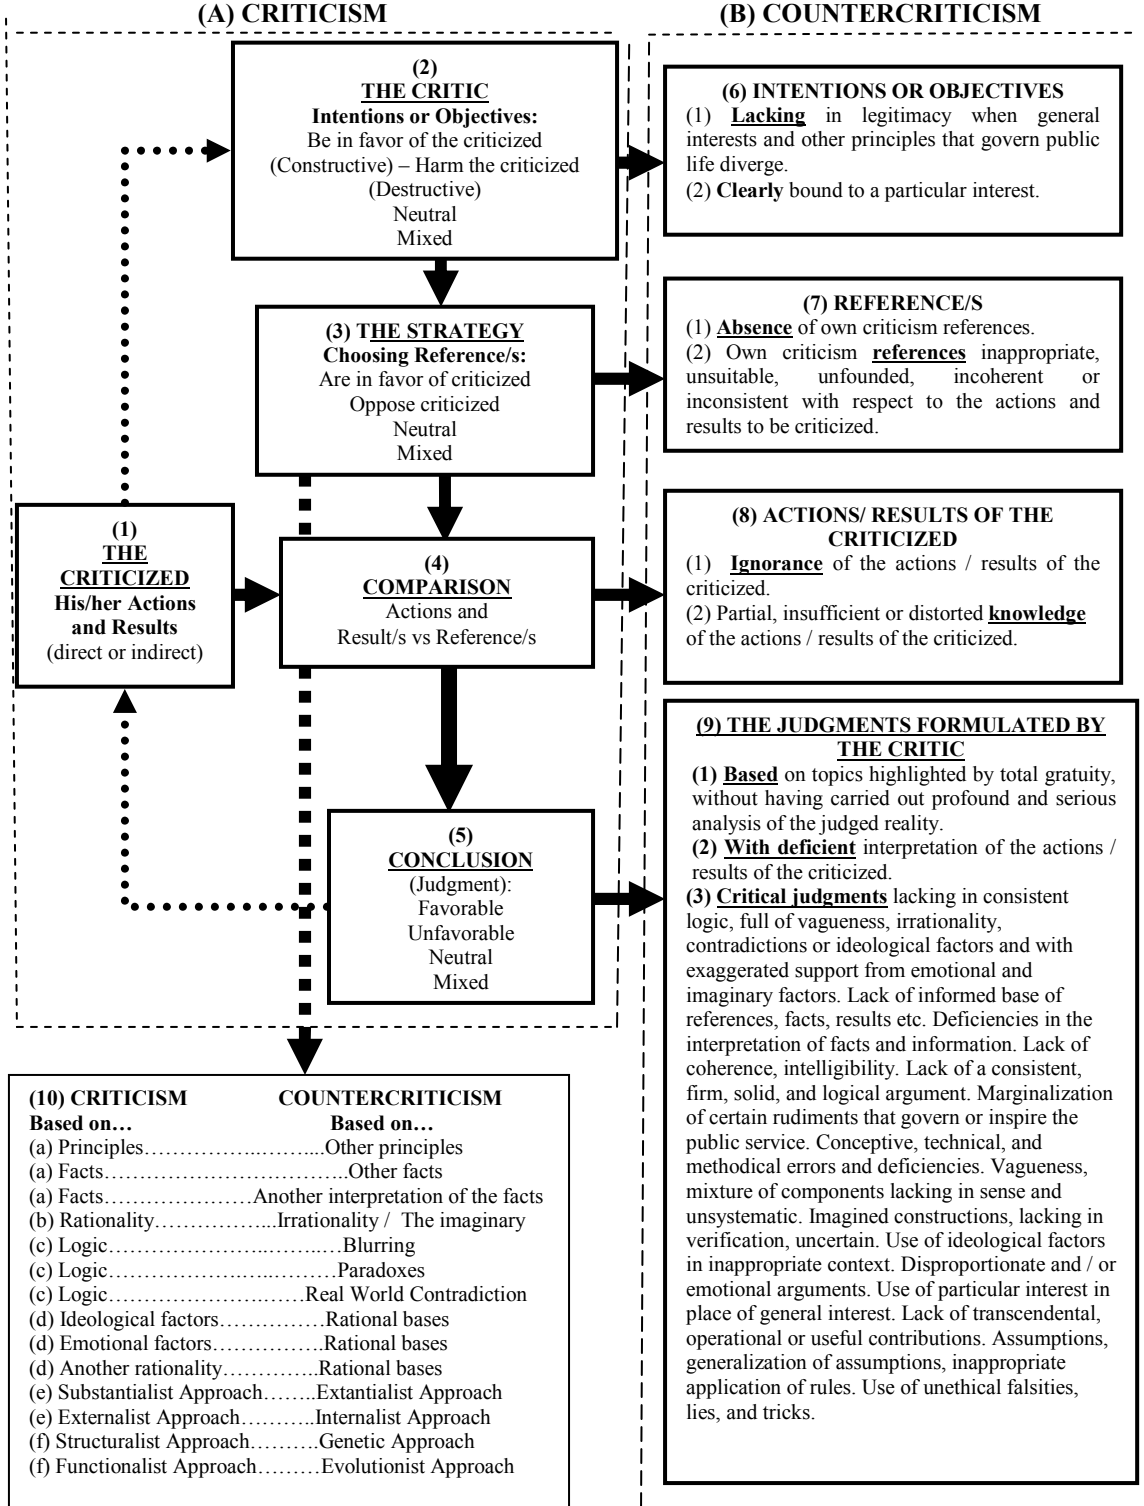 (A) CRITICISM
(B) COUNTERCRITICISM
(2)
THE CRITIC
Intentions or Objectives:
Be in favor of the criticized
(Constructive) – Harm the criticized
(Destructive)
Neutral
Mixed
(3) THE STRATEGY
Choosing Reference/s:
Are in favor of criticized
Oppose criticized
Neutral
Mixed
(1)
THE
CRITICIZED
His/her Actions
and Results
(direct or indirect)
(4)
COMPARISON
Actions and
Result/s vs Reference/s
(5)
CONCLUSION
(Judgment):
Favorable
Unfavorable
Neutral
Mixed
(6) INTENTIONS OR OBJECTIVES
(1) Lacking in legitimacy when general
interests and other principles that govern public
life diverge.
(2) Clearly bound to a particular interest.
(7) REFERENCE/S
(1) Absence of own criticism references.
(2) Own criticism references inappropriate,
unsuitable, unfounded, incoherent or
inconsistent with respect to the actions and
results to be criticized.
(8) ACTIONS/ RESULTS OF THE
CRITICIZED
(1) Ignorance of the actions / results of the
criticized.
(2) Partial, insufficient or distorted knowledge
of the actions / results of the criticized.
(9) THE JUDGMENTS FORMULATED BY
THE CRITIC
(1) Based on topics highlighted by total gratuity,
without having carried out profound and serious
analysis of the judged reality.
(2) With deficient interpretation of the actions /
results of the criticized.
(3) Critical judgments lacking in consistent
logic, full of vagueness, irrationality,
contradictions or ideological factors and with
exaggerated support from emotional and
imaginary factors. Lack of informed base of
references, facts, results etc. Deficiencies in the
interpretation of facts and information. Lack of
coherence, intelligibility. Lack of a consistent,
firm, solid, and logical argument. Marginalization
of certain rudiments that govern or inspire the
public service. Conceptive, technical, and
methodical errors and deficiencies. Vagueness,
mixture of components lacking in sense and
unsystematic. Imagined constructions, lacking in
verification, uncertain. Use of ideological factors
in inappropriate context. Disproportionate and / or
emotional arguments. Use of particular interest in
place of general interest. Lack of transcendental,
operational or useful contributions. Assumptions,
generalization of assumptions, inappropriate
application of rules. Use of unethical falsities,
lies, and tricks.
(10) CRITICISM COUNTERCRITICISM
Based on… Based on…
(a) Principles……………..……...Other principles
(a) Facts…………………………..Other facts
(a) Facts…………………Another interpretation of the facts
(b) Rationality……………...Irrationality / The imaginary
(c) Logic…………………..……..…Blurring
(c) Logic………………..…..………Paradoxes
(c) Logic…………………..……Real World Contradiction
(d) Ideological factors……………Rational bases
(d) Emotional factors…………….Rational bases
(d) Another rationality…………..Rational bases
(e) Substantialist Approach……..Extantialist Approach
(e) Externalist Approach………..Internalist Approach
(f) Structuralist Approach……….Genetic Approach
(f) Functionalist Approach………Evolutionist Approach